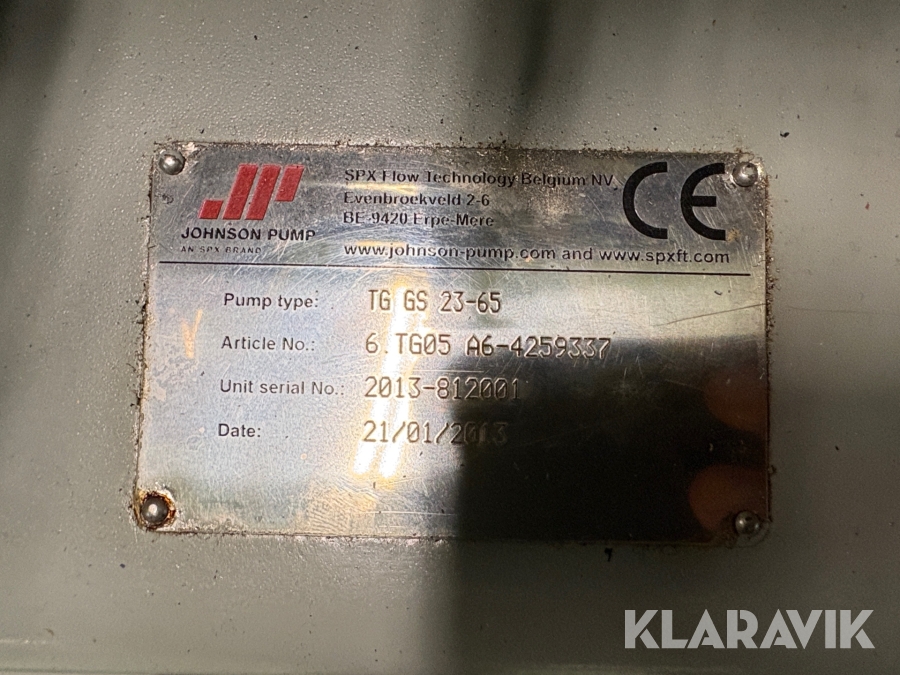 JOHNSON PUMP
AN SPX BRAND
SPX Flow Technology Belgium NV
Evenbroekveld 2-6
BE-9420 Erpe-Mere
www.johnson-pump.com and www.spxft.com
CE
Pump type: TG GS 23-65
Article No.: 6.TG05 A6-4259337
Unit serial No.: 2013-812001
Date: 21/01/2013
KLARAVIK